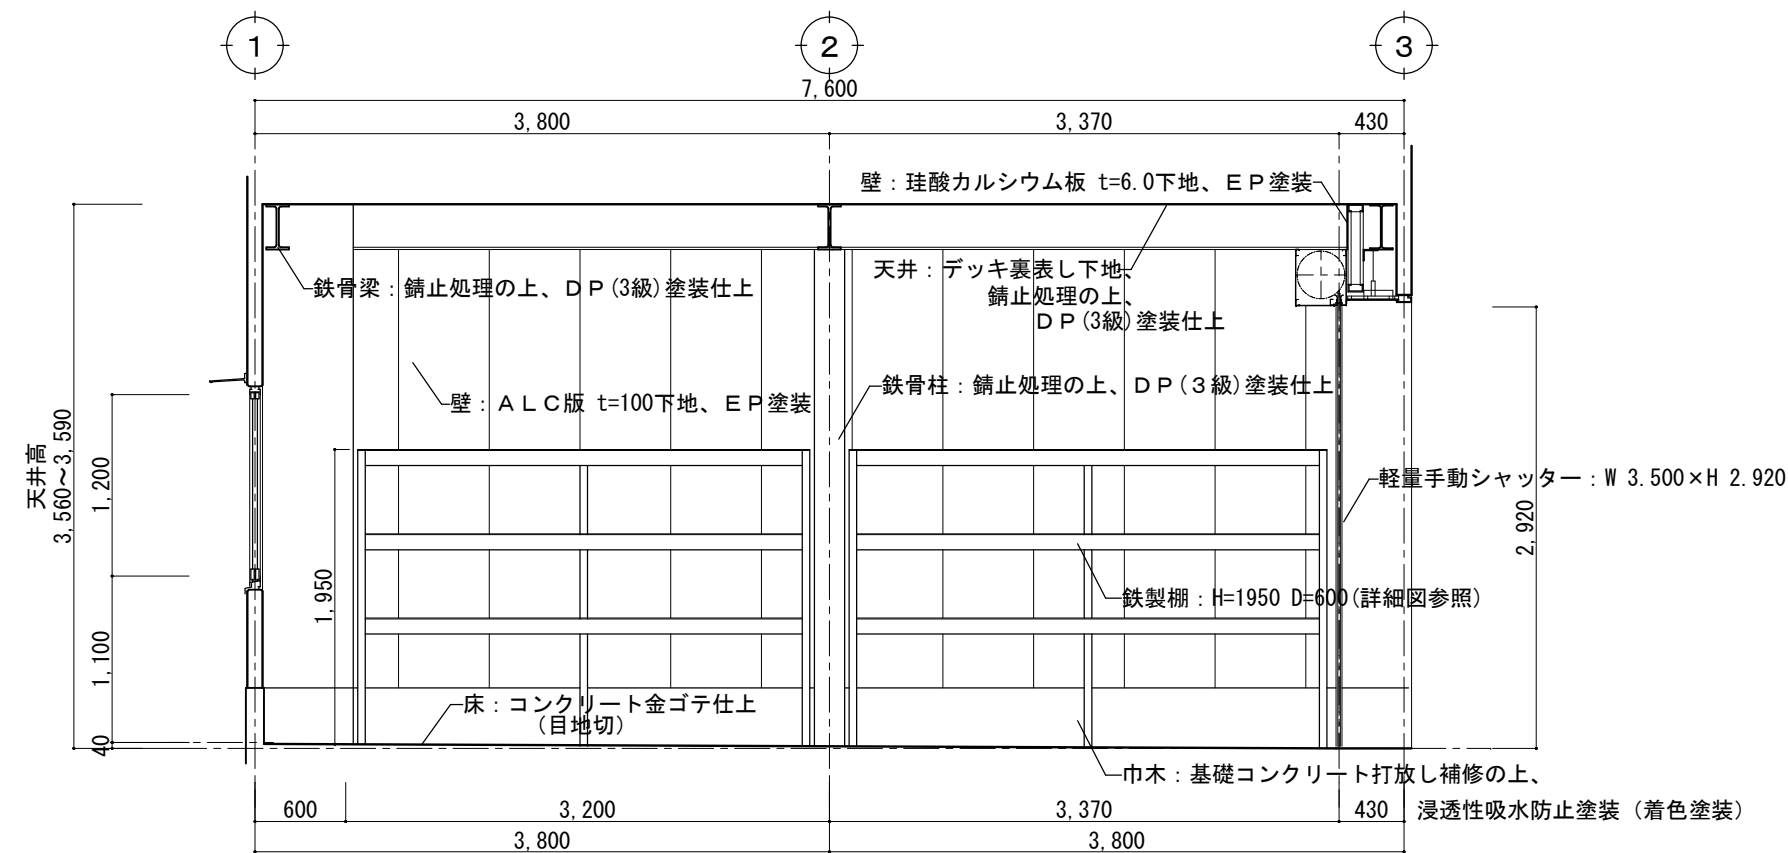 1
2
3
7,600
3,800
3,370
430
壁：珪酸カルシウム板 t=6.0下地、ＥＰ塗装
天井：デッキ裏表し下地、
錆止処理の上、
ＤＰ(3級)塗装仕上
鉄骨梁：錆止処理の上、ＤＰ(3級)塗装仕上
鉄骨柱：錆止処理の上、ＤＰ(３級)塗装仕上
壁：ＡＬＣ版 t=100下地、ＥＰ塗装
天井高
3,560~3,590
1,200
1,100
40
1,950
軽量手動シャッター：W 3.500×H 2.920
2,920
鉄製棚：H=1950 D=600(詳細図参照)
床：コンクリート金ゴテ仕上
（目地切）
巾木：基礎コンクリート打放し補修の上、
浸透性吸水防止塗装（着色塗装）
600
3,200
3,370
430
3,800
3,800